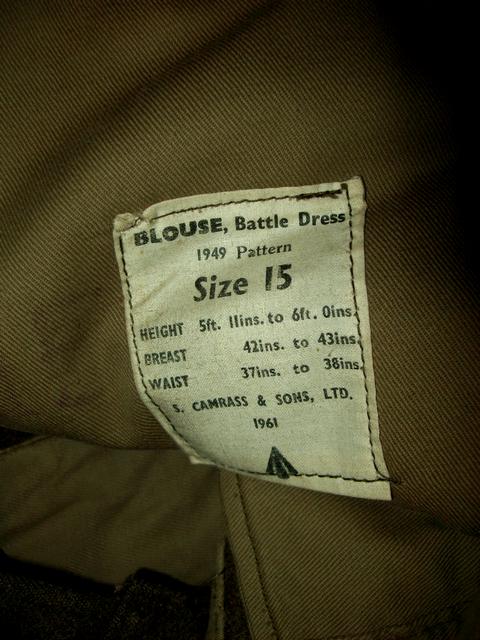 BLOUSE, Battle Dress
1949 Pattern
Size 15
HEIGHT 5ft. 11ins. to 6ft. 0ins.
BREAST 42ins. to 43ins.
WAIST 37ins. to 38ins.
S. CAMRASS & SONS, LTD.
1961